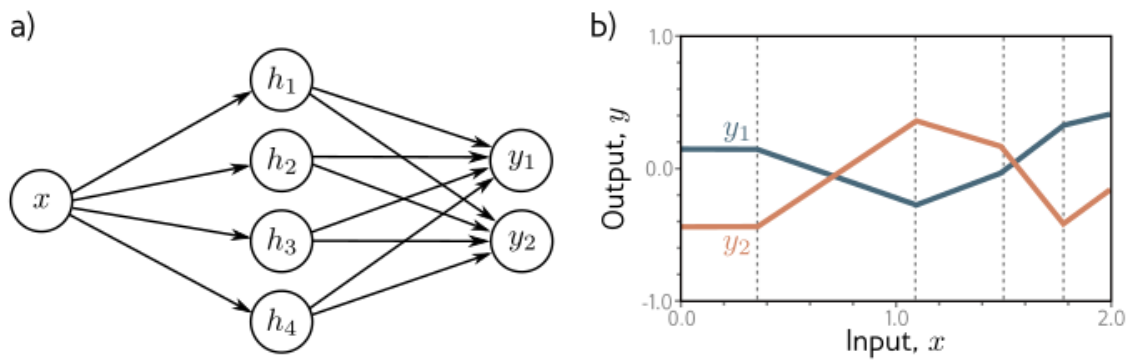 a)
x
h₁
h₂
h₃
h₄
y₁
y₂
b)
1.0
0.0
-1.0
Output, y
y₁
y₂
0.0
1.0
2.0
Input, x